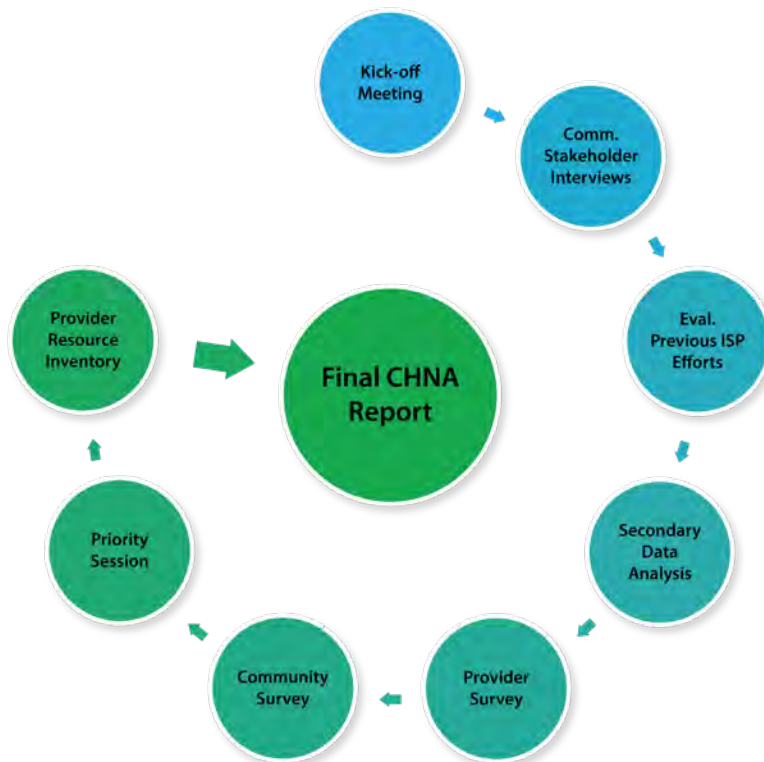 Kick-off
Meeting
Comm.
Stakeholder
Interviews
Eval.
Previous ISP
Efforts
Secondary
Data
Analysis
Provider
Survey
Community
Survey
Priority
Session
Provider
Resource
Inventory
Final CHNA
Report